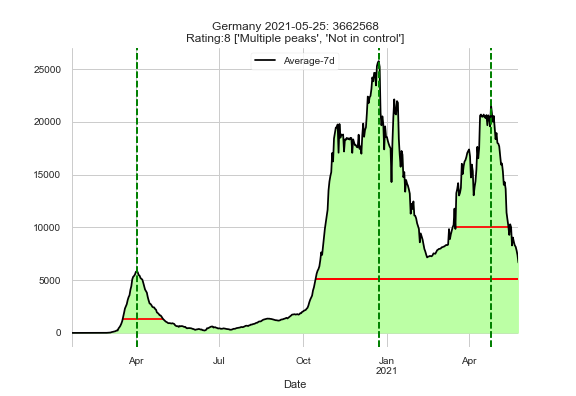 Germany 2021-05-25: 3662568
Rating:8 ['Multiple peaks', 'Not in control']
Average-7d
25000
20000
15000
10000
5000
0
Apr Jul Oct Jan Apr
2021
Date